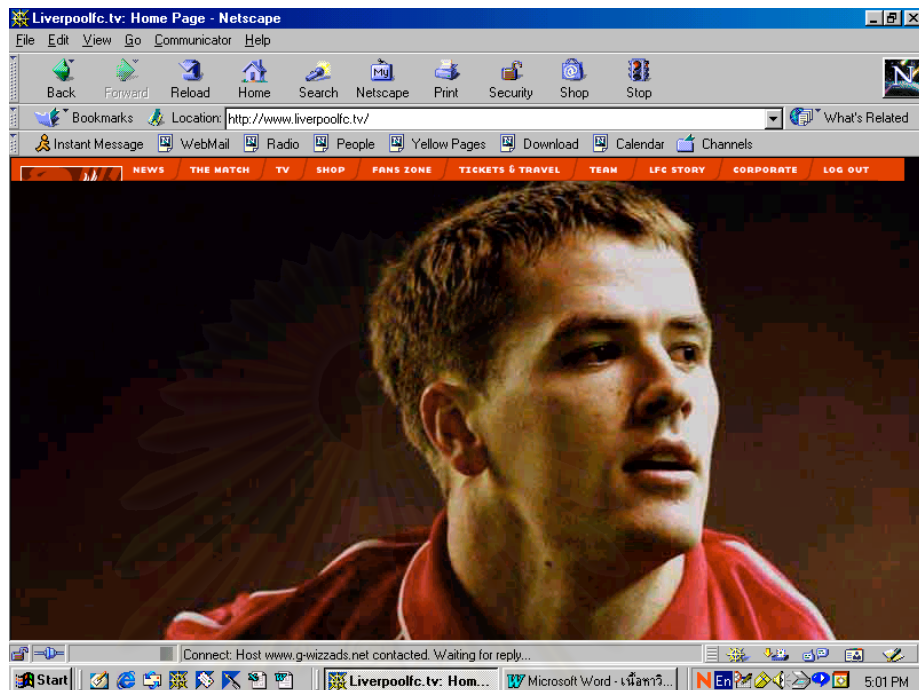 Liverpoolfc.tv: Home Page - Netscape
File Edit View Go Communicator Help
Back Forward Reload Home Search Netscape Print Security Shop Stop
Bookmarks Location: http://www.liverpoolfc.tv/ What's Related
Instant Message WebMail Radio People Yellow Pages Download Calendar Channels
NEWS THE MATCH TV SHOP FANS ZONE TICKETS & TRAVEL TEAM LFC STORY CORPORATE LOG OUT
Connect: Host www.g-wizzads.net contacted. Waiting for reply...
Start Liverpoolfc.tv: Hom... Microsoft Word - เนื้อหาวิ... En 5:01 PM